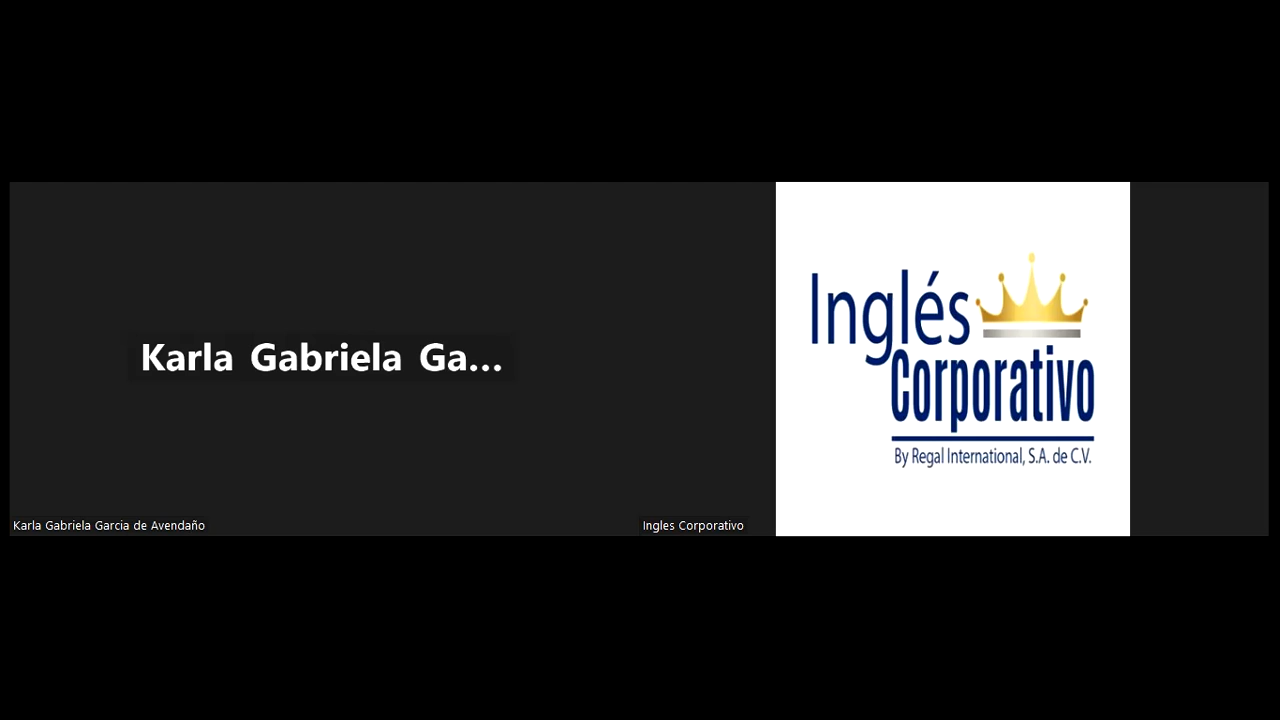 Karla Gabriela Ga...
Karla Gabriela Garcia de Avendaño
Inglés
Corporativo
By Regal International, S.A. de C.V.
Ingles Corporativo